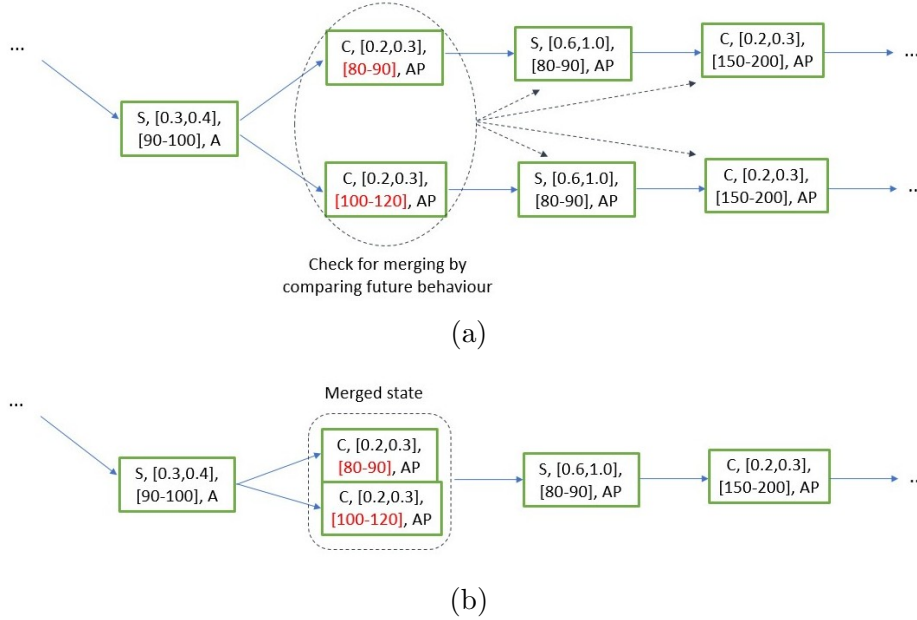 ...
C, [0.2,0.3],
[80-90], AP
S, [0.6,1.0],
[80-90], AP
C, [0.2,0.3],
[150-200], AP
...
S, [0.3,0.4],
[90-100], A
C, [0.2,0.3],
[100-120], AP
S, [0.6,1.0],
[80-90], AP
C, [0.2,0.3],
[150-200], AP
...
Check for merging by
comparing future behaviour
(a)
Merged state
...
C, [0.2,0.3],
[80-90], AP
S, [0.3,0.4],
[90-100], A
C, [0.2,0.3],
[100-120], AP
S, [0.6,1.0],
[80-90], AP
C, [0.2,0.3],
[150-200], AP
...
(b)